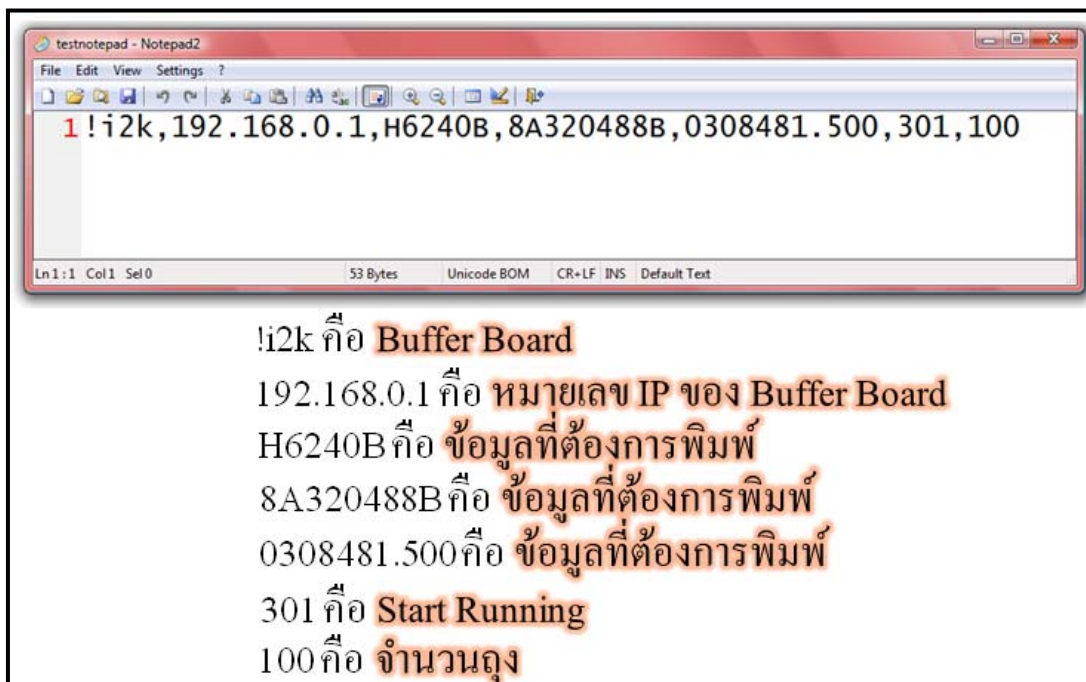 testnotepad - Notepad2
File Edit View Settings ?
1 !i2k,192.168.0.1,H6240B,8A320488B,0308481.500,301,100
Ln 1 : 1 Col 1 Sel 0 53 Bytes Unicode BOM CR+LF INS Default Text
!i2k คือ Buffer Board
192.168.0.1 คือ หมายเลข IP ของ Buffer Board
H6240B คือ ข้อมูลที่ต้องการพิมพ์
8A320488B คือ ข้อมูลที่ต้องการพิมพ์
0308481.500 คือ ข้อมูลที่ต้องการพิมพ์
301 คือ Start Running
100 คือ จำนวนถุง